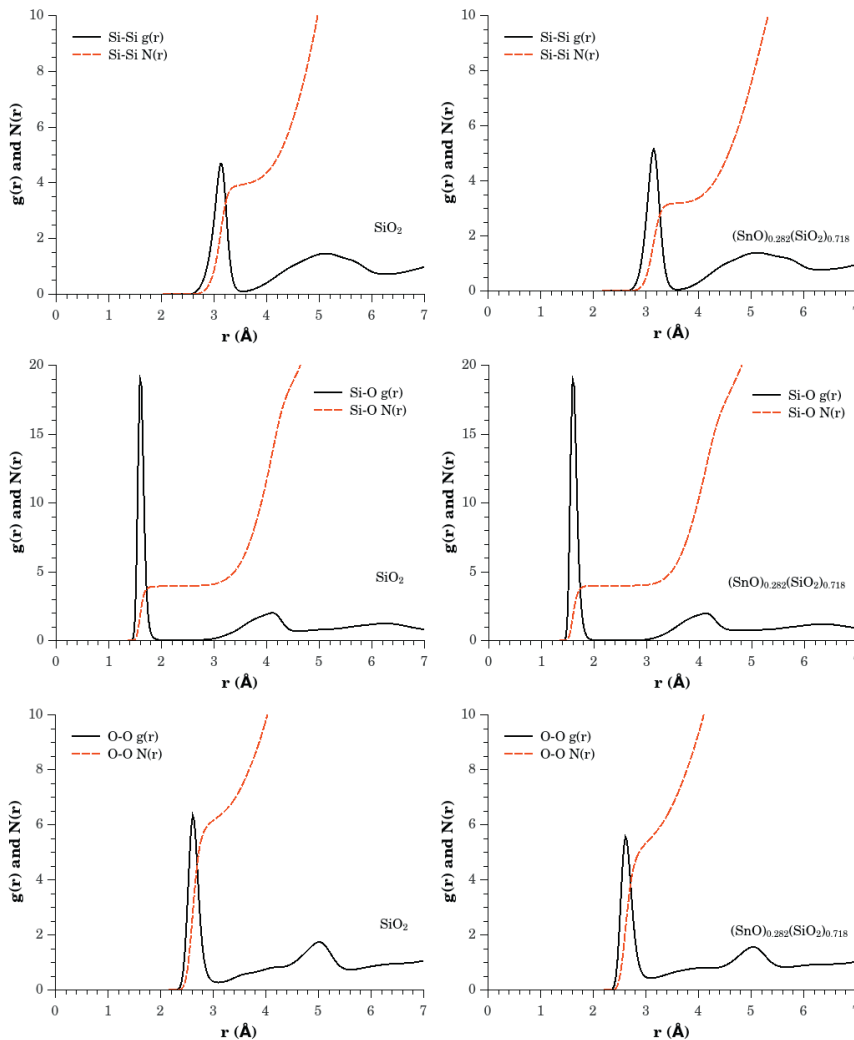 g(r) and N(r)
10
8
6
4
2
0
Si-Si g(r)
Si-Si N(r)
SiO₂
0 1 2 3 4 5 6 7
r (Å)
g(r) and N(r)
10
8
6
4
2
0
Si-Si g(r)
Si-Si N(r)
(SnO)₀.₂₈₂(SiO₂)₀.₇₁₈
0 1 2 3 4 5 6 7
r (Å)
g(r) and N(r)
20
15
10
5
0
Si-O g(r)
Si-O N(r)
SiO₂
0 1 2 3 4 5 6 7
r (Å)
g(r) and N(r)
20
15
10
5
0
Si-O g(r)
Si-O N(r)
(SnO)₀.₂₈₂(SiO₂)₀.₇₁₈
0 1 2 3 4 5 6 7
r (Å)
g(r) and N(r)
10
8
6
4
2
0
O-O g(r)
O-O N(r)
SiO₂
0 1 2 3 4 5 6 7
r (Å)
g(r) and N(r)
10
8
6
4
2
0
O-O g(r)
O-O N(r)
(SnO)₀.₂₈₂(SiO₂)₀.₇₁₈
0 1 2 3 4 5 6 7
r (Å)